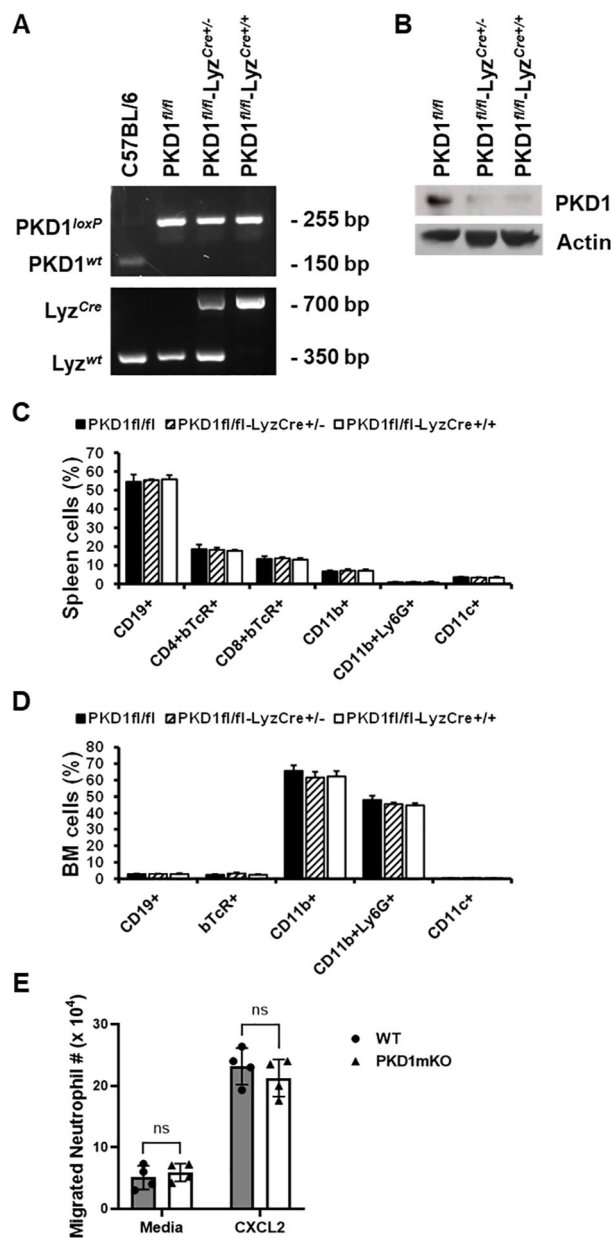 A
C57BL/6
PKD1fl/fl
PKD1fl/fl-LyzCre+/-
PKD1fl/fl-LyzCre+/+
PKD1loxP
- 255 bp
PKD1wt
- 150 bp
LyzCre
- 700 bp
Lyzwt
- 350 bp
B
PKD1fl/fl
PKD1fl/fl-LyzCre+/-
PKD1fl/fl-LyzCre+/+
PKD1
Actin
C
PKD1fl/fl PKD1fl/fl-LyzCre+/- PKD1fl/fl-LyzCre+/+
Spleen cells (%)
70
60
50
40
30
20
10
0
CD19+
CD4+bTcR+
CD8+bTcR+
CD11b+
CD11b+Ly6G+
CD11c+
D
PKD1fl/fl PKD1fl/fl-LyzCre+/- PKD1fl/fl-LyzCre+/+
BM cells (%)
80
70
60
50
40
30
20
10
0
CD19+
bTcR+
CD11b+
CD11b+Ly6G+
CD11c+
E
Migrated Neutrophil # (x 10⁴)
30
20
10
0
ns
ns
Media
CXCL2
WT
PKD1mKO